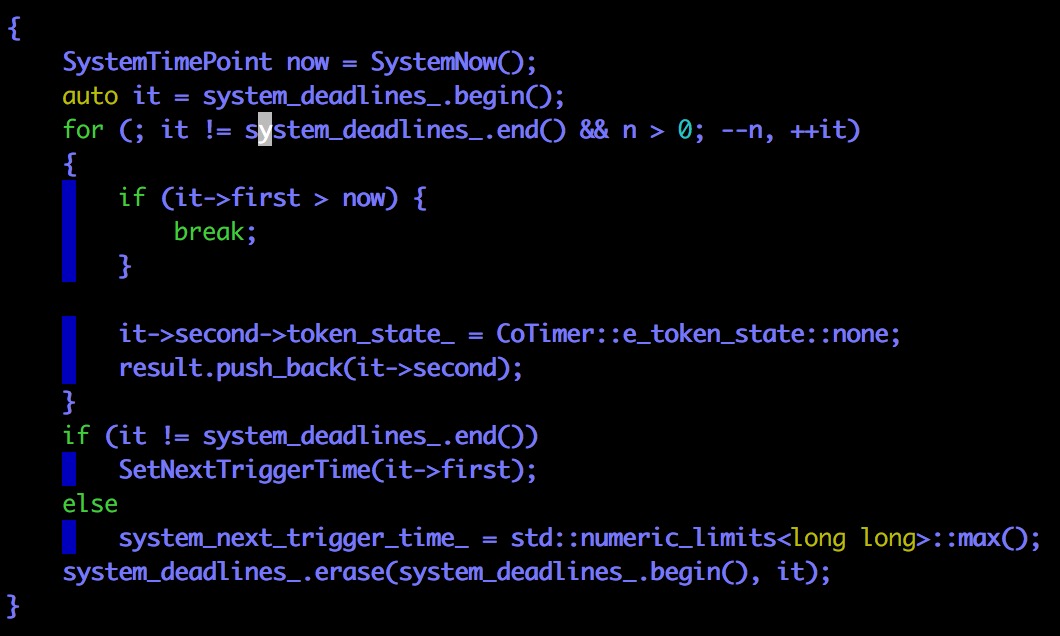 {
    SystemTimePoint now = SystemNow();
    auto it = system_deadlines_.begin();
    for (; it != system_deadlines_.end() && n > 0; --n, ++it)
    {
        if (it->first > now) {
            break;
        }

        it->second->token_state_ = CoTimer::e_token_state::none;
        result.push_back(it->second);
    }
    if (it != system_deadlines_.end())
        SetNextTriggerTime(it->first);
    else
        system_next_trigger_time_ = std::numeric_limits<long long>::max();
    system_deadlines_.erase(system_deadlines_.begin(), it);
}